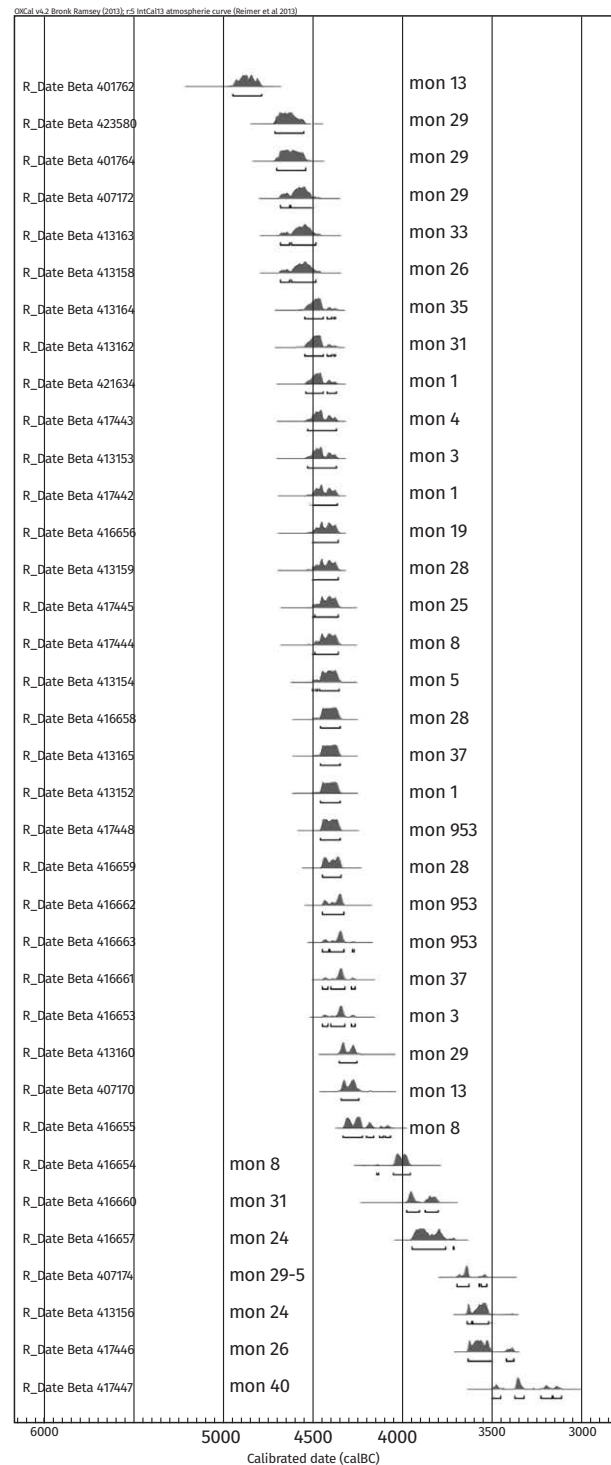 OXCal v4.2 Bronk Ramsey (2013); r:5 IntCal13 atmospherie curve (Reimer et al 2013)
R_Date Beta 401762 mon 13
R_Date Beta 423580 mon 29
R_Date Beta 401764 mon 29
R_Date Beta 407172 mon 29
R_Date Beta 413163 mon 33
R_Date Beta 413158 mon 26
R_Date Beta 413164 mon 35
R_Date Beta 413162 mon 31
R_Date Beta 421634 mon 1
R_Date Beta 417443 mon 4
R_Date Beta 413153 mon 3
R_Date Beta 417442 mon 1
R_Date Beta 416656 mon 19
R_Date Beta 413159 mon 28
R_Date Beta 417445 mon 25
R_Date Beta 417444 mon 8
R_Date Beta 413154 mon 5
R_Date Beta 416658 mon 28
R_Date Beta 413165 mon 37
R_Date Beta 413152 mon 1
R_Date Beta 417448 mon 953
R_Date Beta 416659 mon 28
R_Date Beta 416662 mon 953
R_Date Beta 416663 mon 953
R_Date Beta 416661 mon 37
R_Date Beta 416653 mon 3
R_Date Beta 413160 mon 29
R_Date Beta 407170 mon 13
R_Date Beta 416655 mon 8
R_Date Beta 416654 mon 8
R_Date Beta 416660 mon 31
R_Date Beta 416657 mon 24
R_Date Beta 407174 mon 29-5
R_Date Beta 413156 mon 24
R_Date Beta 417446 mon 26
R_Date Beta 417447 mon 40
6000 5000 4500 4000 3500 3000
Calibrated date (calBC)